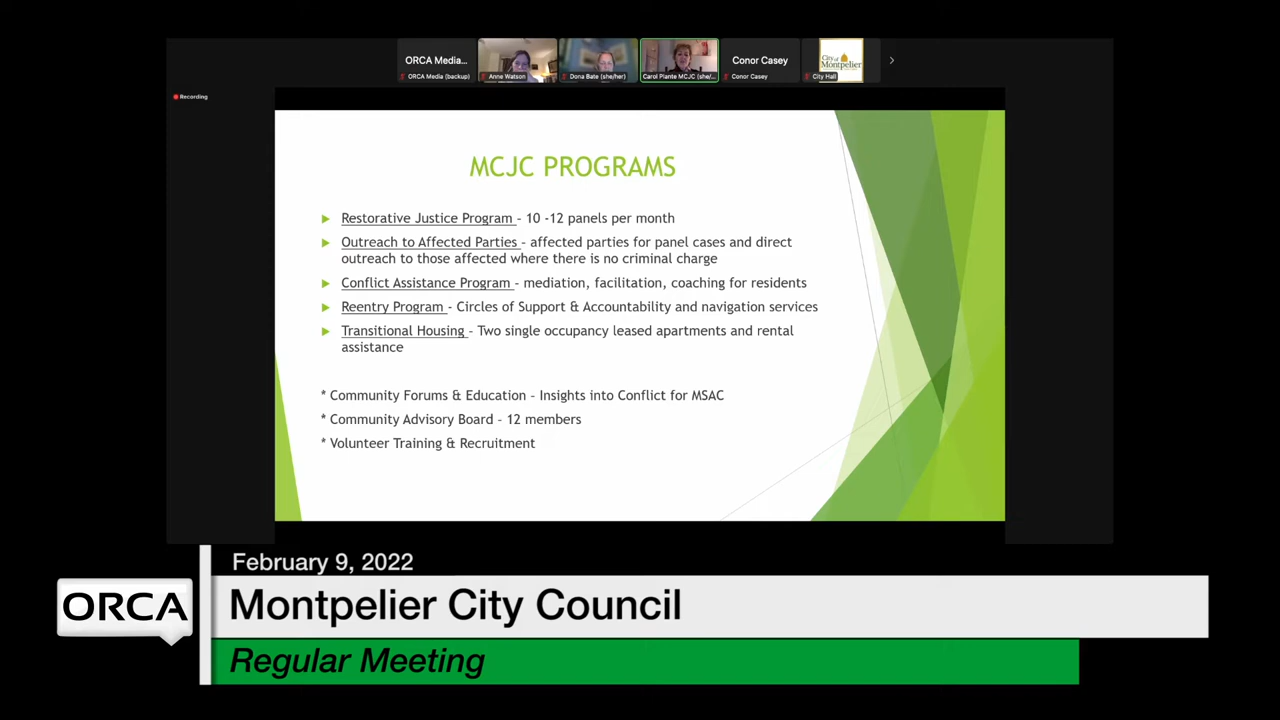 ORCA Media...
ORCA Media (backup)
Anne Watson
Dona Bate (she/her)
Carol Plante MCJC (she/...
Conor Casey
Conor Casey
City of
Montpelier
City Hall
Recording
MCJC PROGRAMS
Restorative Justice Program – 10 -12 panels per month
Outreach to Affected Parties – affected parties for panel cases and direct
outreach to those affected where there is no criminal charge
Conflict Assistance Program – mediation, facilitation, coaching for residents
Reentry Program - Circles of Support & Accountability and navigation services
Transitional Housing – Two single occupancy leased apartments and rental
assistance
* Community Forums & Education – Insights into Conflict for MSAC
* Community Advisory Board – 12 members
* Volunteer Training & Recruitment
February 9, 2022
ORCA
Montpelier City Council
Regular Meeting